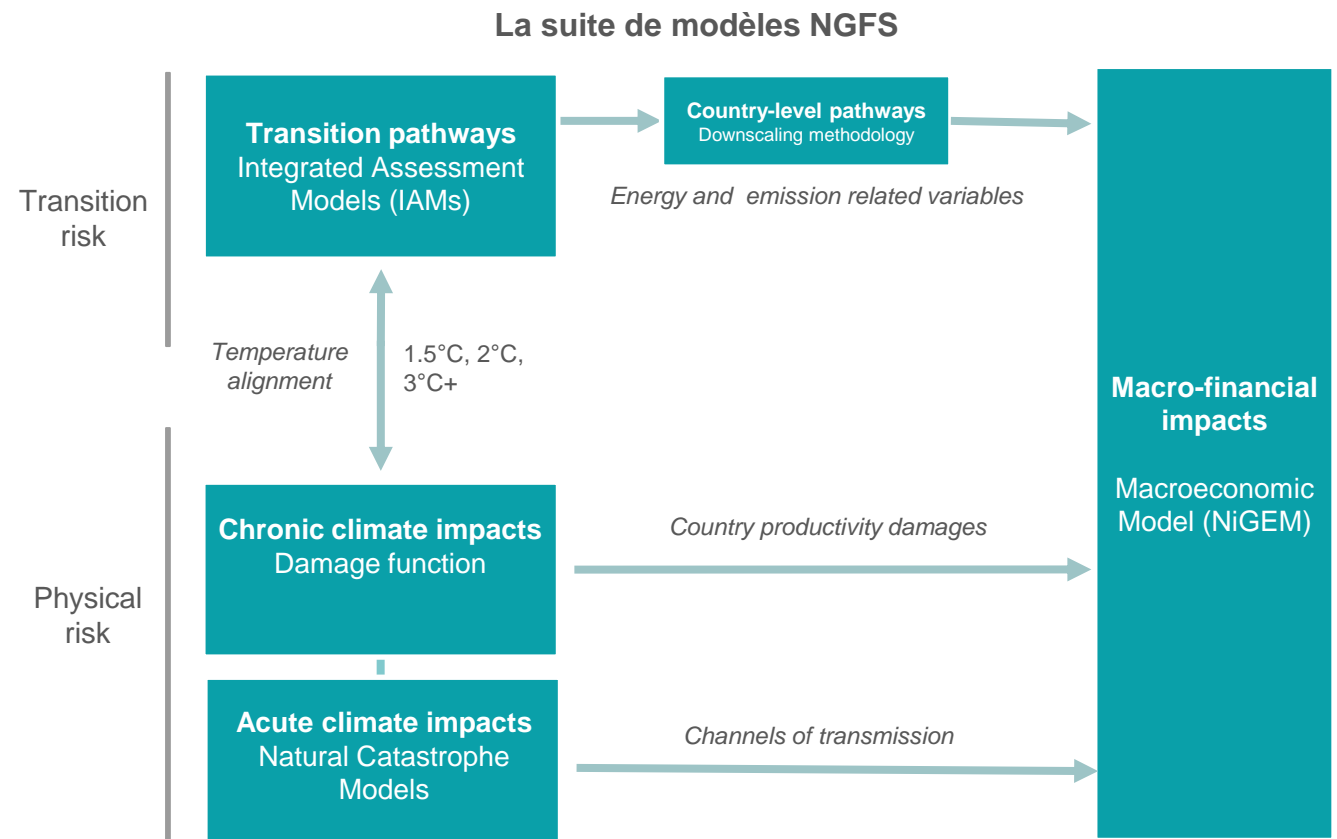 La suite de modèles NGFS
Transition
risk
Transition pathways
Integrated Assessment
Models (IAMs)
Country-level pathways
Downscaling methodology
Energy and emission related variables
Temperature
alignment
1.5°C, 2°C,
3°C+
Macro-financial
impacts
Macroeconomic
Model (NiGEM)
Physical
risk
Chronic climate impacts
Damage function
Country productivity damages
Acute climate impacts
Natural Catastrophe
Models
Channels of transmission